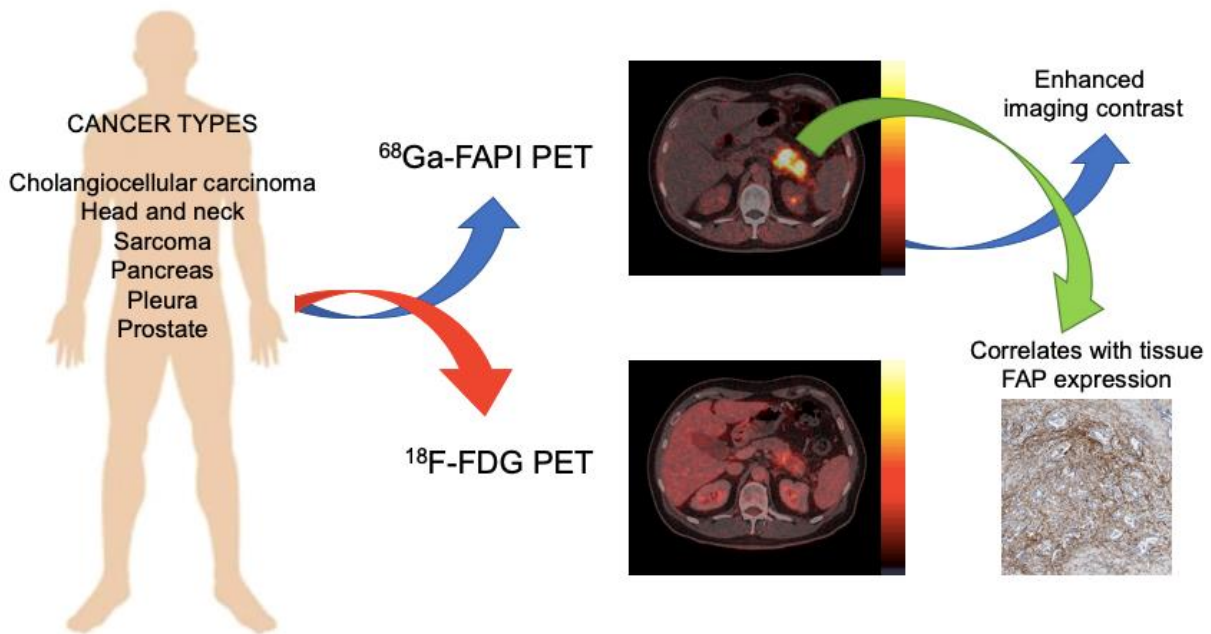 CANCER TYPES
Cholangiocellular carcinoma
Head and neck
Sarcoma
Pancreas
Pleura
Prostate
⁶⁸Ga-FAPI PET
¹⁸F-FDG PET
Enhanced
imaging contrast
Correlates with tissue
FAP expression